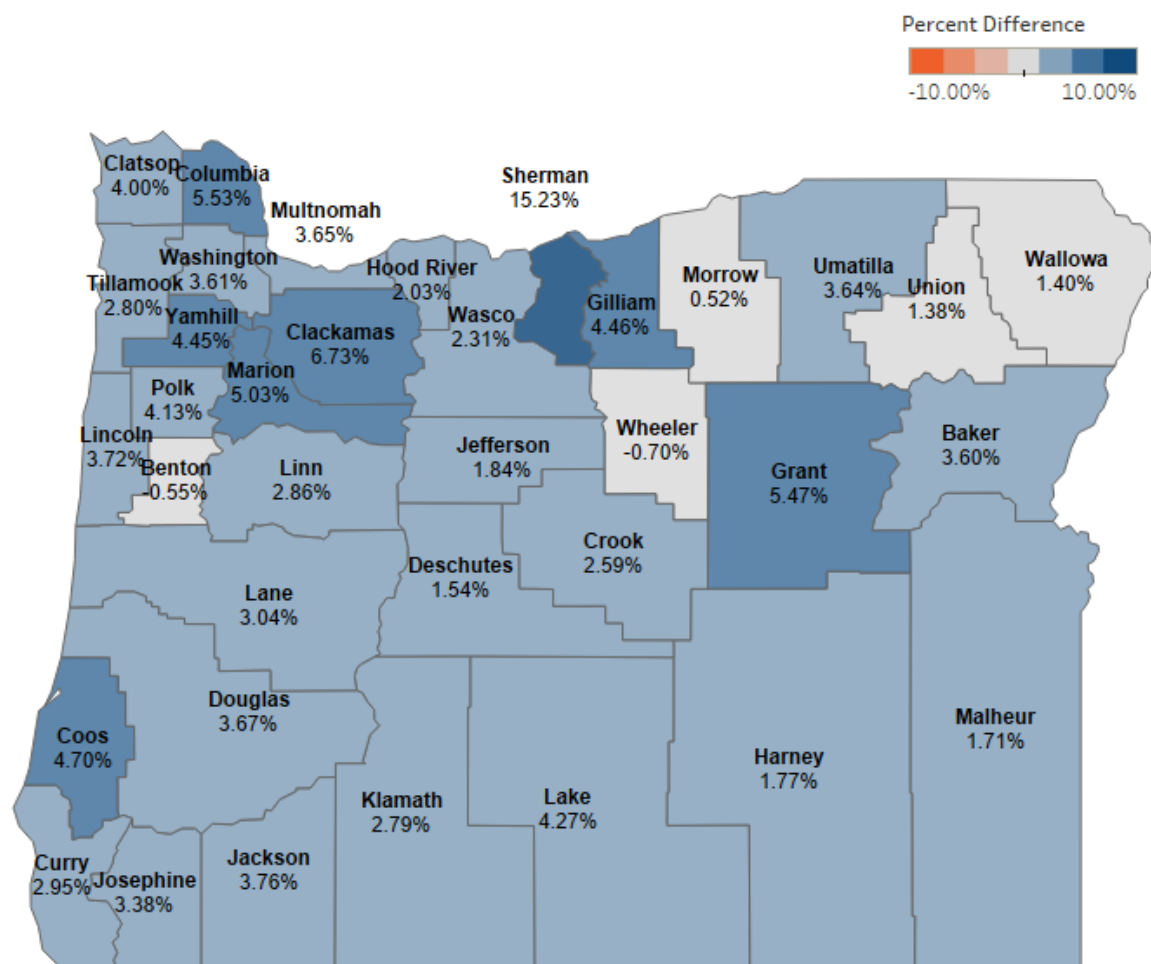 Percent Difference
-10.00% 10.00%
Clatsop
4.00%
Columbia
5.53%
Multnomah
3.65%
Sherman
15.23%
Washington
3.61%
Hood River
2.03%
Tillamook
2.80%
Yamhill
4.45%
Clackamas
6.73%
Wasco
2.31%
Gilliam
4.46%
Morrow
0.52%
Umatilla
3.64%
Union
1.38%
Wallowa
1.40%
Marion
5.03%
Polk
4.13%
Lincoln
3.72%
Benton
-0.55%
Linn
2.86%
Jefferson
1.84%
Wheeler
-0.70%
Grant
5.47%
Baker
3.60%
Crook
2.59%
Deschutes
1.54%
Lane
3.04%
Douglas
3.67%
Coos
4.70%
Malheur
1.71%
Harney
1.77%
Klamath
2.79%
Lake
4.27%
Curry
2.95%
Josephine
3.38%
Jackson
3.76%